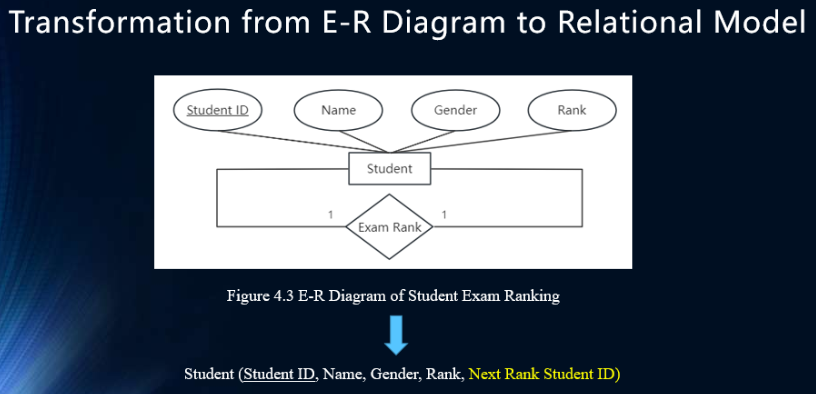 Transformation from E-R Diagram to Relational Model
Student ID
Name
Gender
Rank
Student
1
1
Exam Rank
Figure 4.3 E-R Diagram of Student Exam Ranking
Student (Student ID, Name, Gender, Rank, Next Rank Student ID)